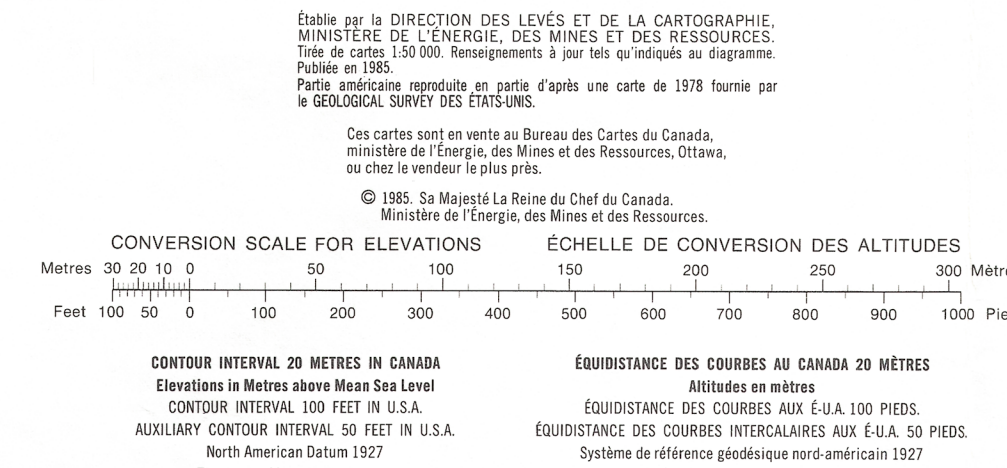 Établie par la DIRECTION DES LEVÉS ET DE LA CARTOGRAPHIE,
MINISTÈRE DE L'ÉNERGIE, DES MINES ET DES RESSOURCES.
Tirée de cartes 1:50 000. Renseignements à jour tels qu'indiqués au diagramme.
Publiée en 1985.
Partie américaine reproduite en partie d'après une carte de 1978 fournie par
le GEOLOGICAL SURVEY DES ÉTATS-UNIS.
Ces cartes sont en vente au Bureau des Cartes du Canada,
ministère de l'Énergie, des Mines et des Ressources, Ottawa,
ou chez le vendeur le plus près.
© 1985. Sa Majesté La Reine du Chef du Canada.
Ministère de l'Énergie, des Mines et des Ressources.
CONVERSION SCALE FOR ELEVATIONS ÉCHELLE DE CONVERSION DES ALTITUDES
Metres 30 20 10 0 50 100 150 200 250 300 Mètr
Feet 100 50 0 100 200 300 400 500 600 700 800 900 1000 Pie
CONTOUR INTERVAL 20 METRES IN CANADA
Elevations in Metres above Mean Sea Level
CONTOUR INTERVAL 100 FEET IN U.S.A.
AUXILIARY CONTOUR INTERVAL 50 FEET IN U.S.A.
North American Datum 1927
ÉQUIDISTANCE DES COURBES AU CANADA 20 MÈTRES
Altitudes en mètres
ÉQUIDISTANCE DES COURBES AUX É-U.A. 100 PIEDS.
ÉQUIDISTANCE DES COURBES INTERCALAIRES AUX É-U.A. 50 PIEDS.
Système de référence géodésique nord-américain 1927